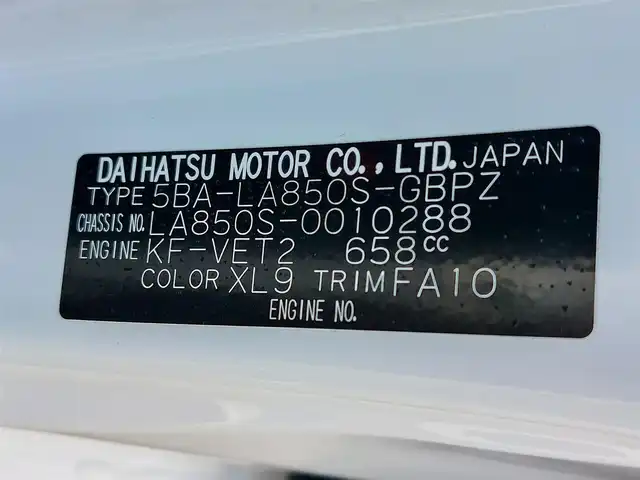 DAIHATSU MOTOR CO., LTD. JAPAN
TYPE 5BA-LA850S-GBPZ
CHASSIS NO. LA850S-0010288
ENGINE KF-VET2 658cc
COLOR XL9 TRIM FA10
ENGINE NO.